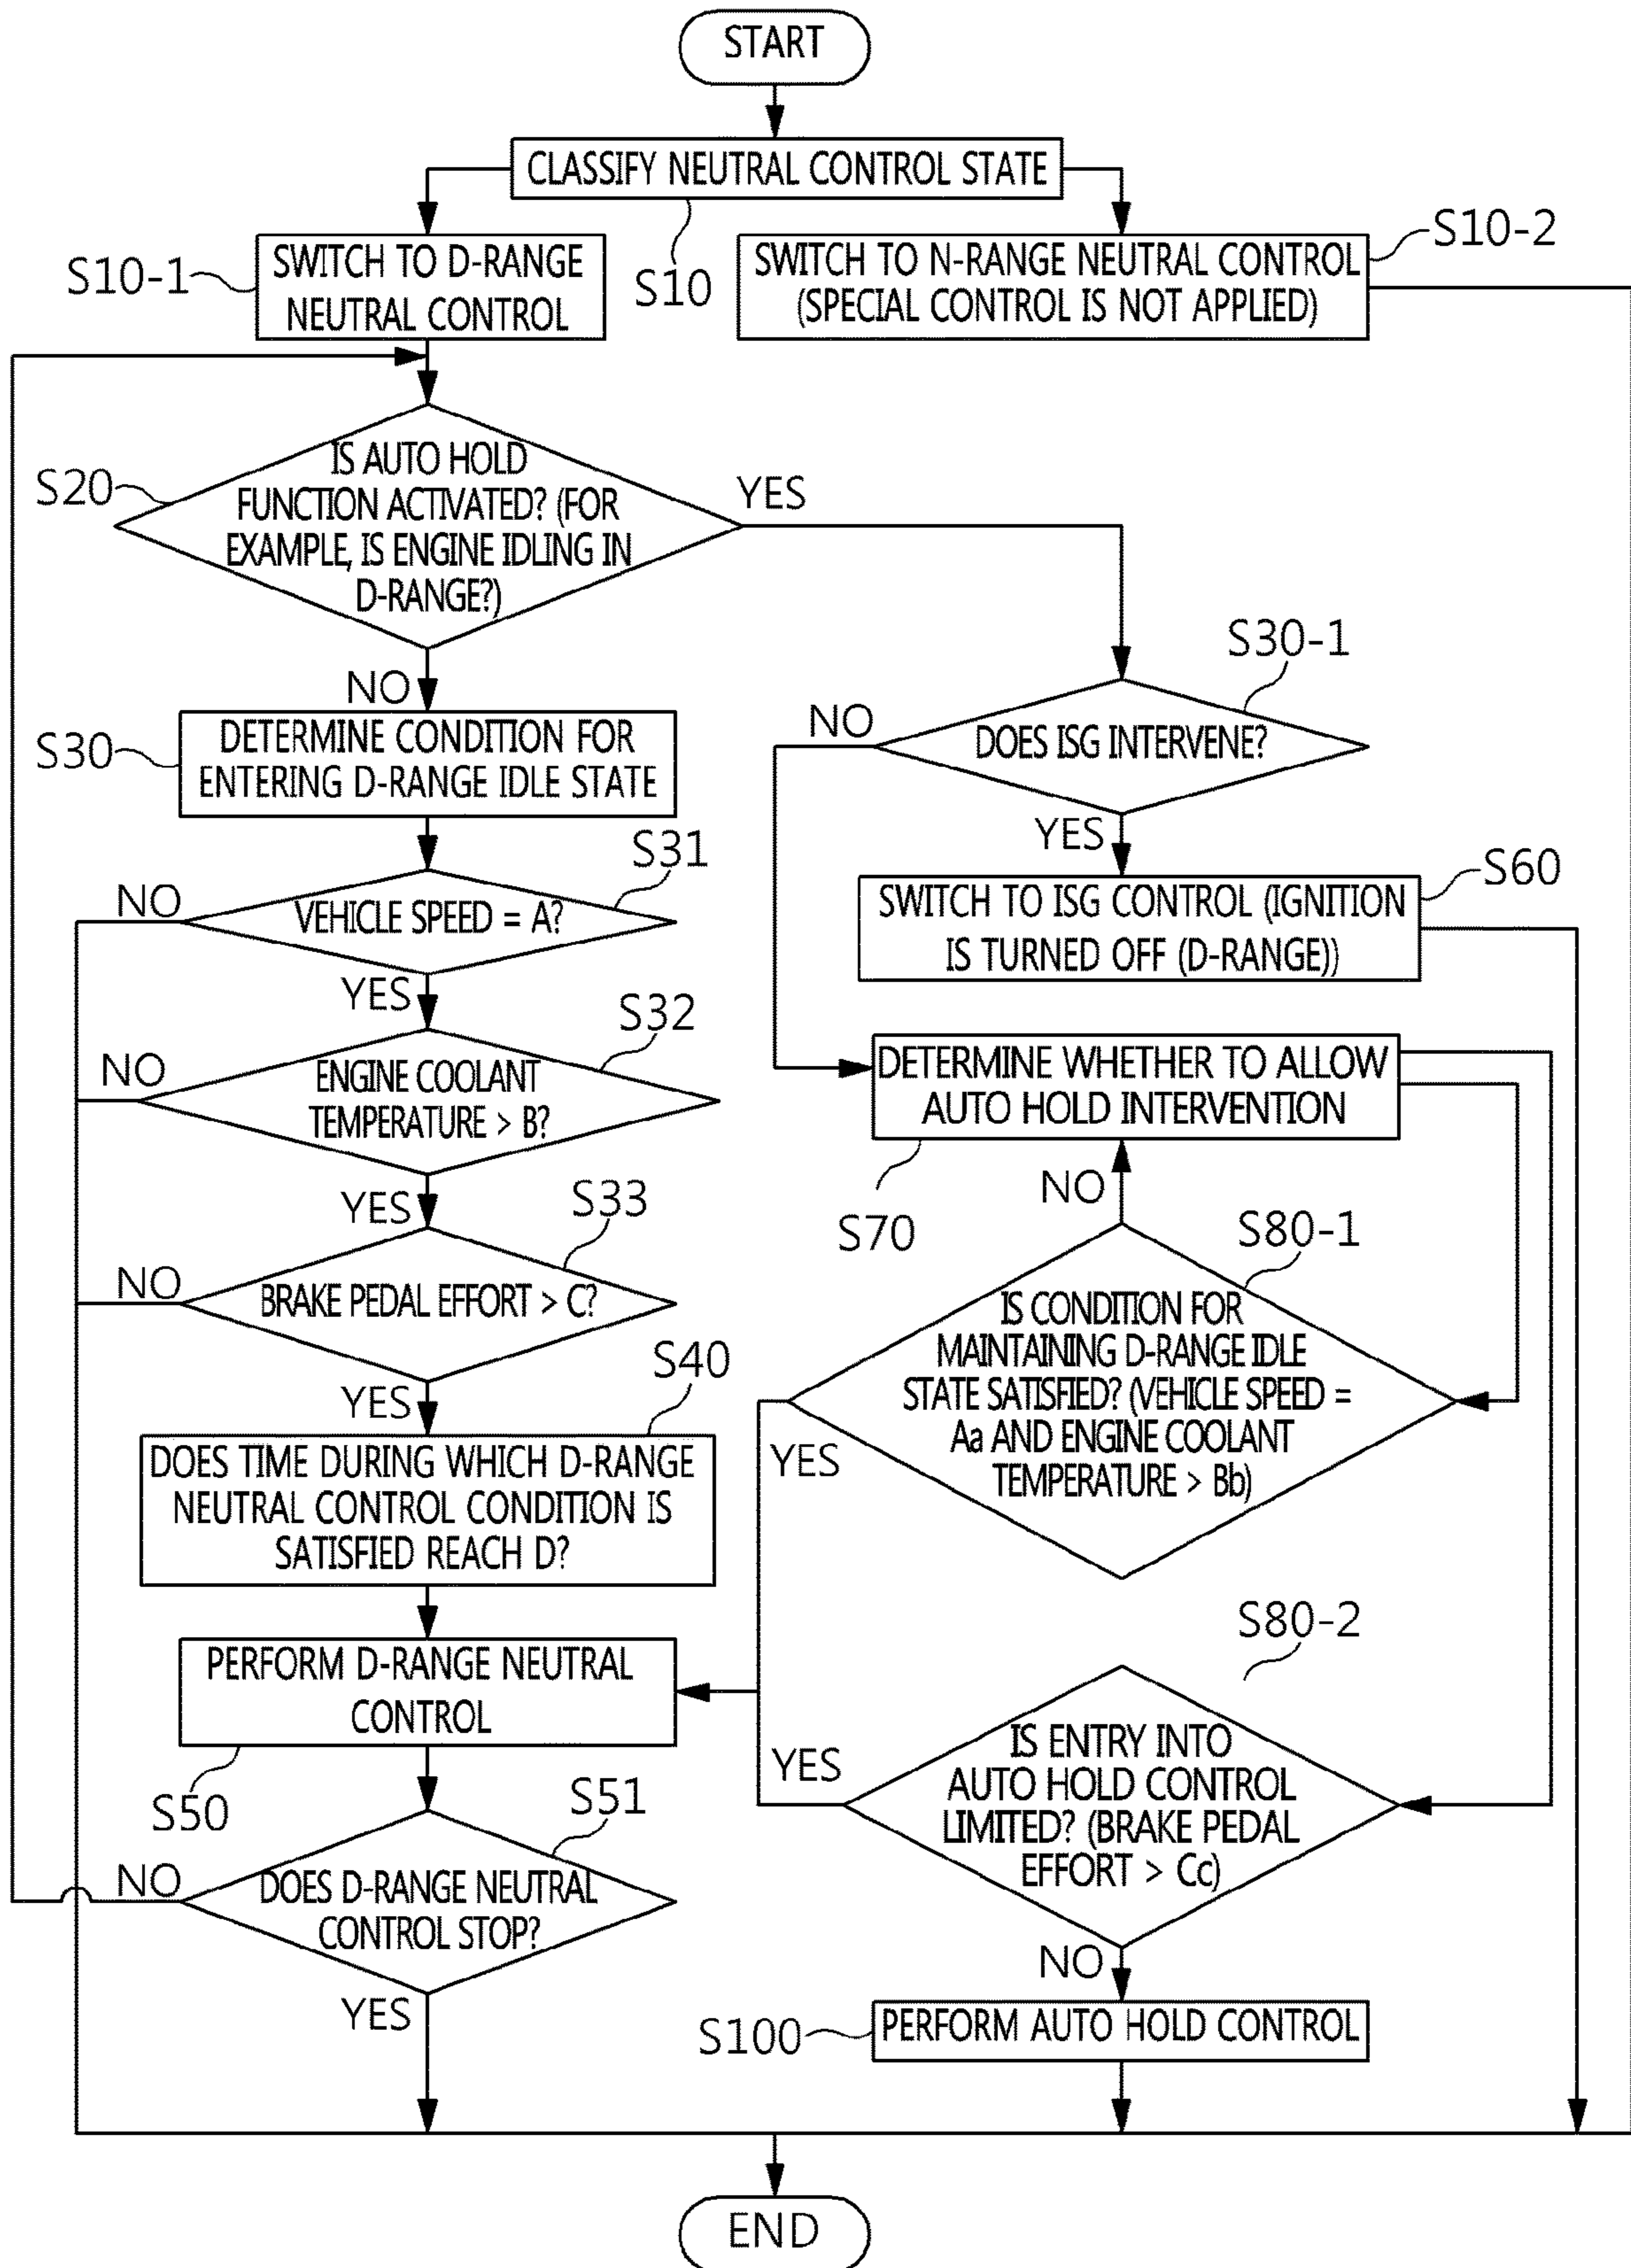 START
CLASSIFY NEUTRAL CONTROL STATE
S10
S10-1
SWITCH TO D-RANGE
NEUTRAL CONTROL
S10-2
SWITCH TO N-RANGE NEUTRAL CONTROL
(SPECIAL CONTROL IS NOT APPLIED)
S20
IS AUTO HOLD
FUNCTION ACTIVATED? (FOR
EXAMPLE, IS ENGINE IDLING IN
D-RANGE?)
YES
NO
S30
DETERMINE CONDITION FOR
ENTERING D-RANGE IDLE STATE
S30-1
NO
DOES ISG INTERVENE?
YES
S31
NO
VEHICLE SPEED = A?
YES
S60
SWITCH TO ISG CONTROL (IGNITION
IS TURNED OFF (D-RANGE))
S32
NO
ENGINE COOLANT
TEMPERATURE > B?
YES
DETERMINE WHETHER TO ALLOW
AUTO HOLD INTERVENTION
S70
NO
S33
NO
BRAKE PEDAL EFFORT > C?
YES
S80-1
IS CONDITION FOR
MAINTAINING D-RANGE IDLE
STATE SATISFIED? (VEHICLE SPEED =
Aa AND ENGINE COOLANT
TEMPERATURE > Bb)
YES
S40
DOES TIME DURING WHICH D-RANGE
NEUTRAL CONTROL CONDITION IS
SATISFIED REACH D?
PERFORM D-RANGE NEUTRAL
CONTROL
S50
S80-2
IS ENTRY INTO
AUTO HOLD CONTROL
LIMITED? (BRAKE PEDAL
EFFORT > Cc)
YES
NO
S51
NO
DOES D-RANGE NEUTRAL
CONTROL STOP?
YES
S100
PERFORM AUTO HOLD CONTROL
END